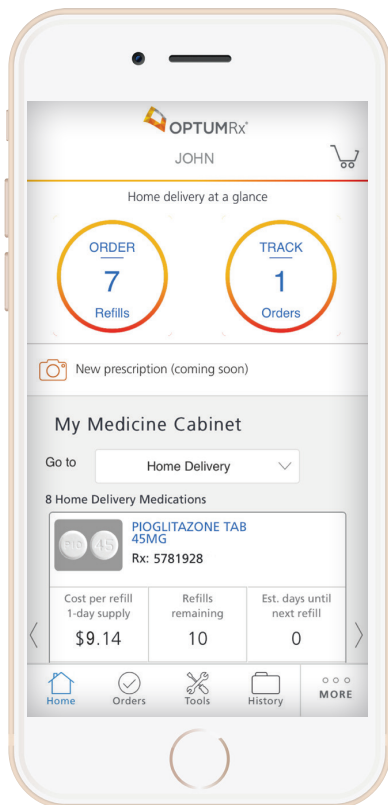 OPTUMRx®
JOHN
Home delivery at a glance
ORDER
7
Refills
TRACK
1
Orders
New prescription (coming soon)
My Medicine Cabinet
Go to
Home Delivery
8 Home Delivery Medications
PIO 45
PIOGLITAZONE TAB
45MG
Rx: 5781928
Cost per refill
1-day supply
$9.14
Refills
remaining
10
Est. days until
next refill
0
Home
Orders
Tools
History
MORE